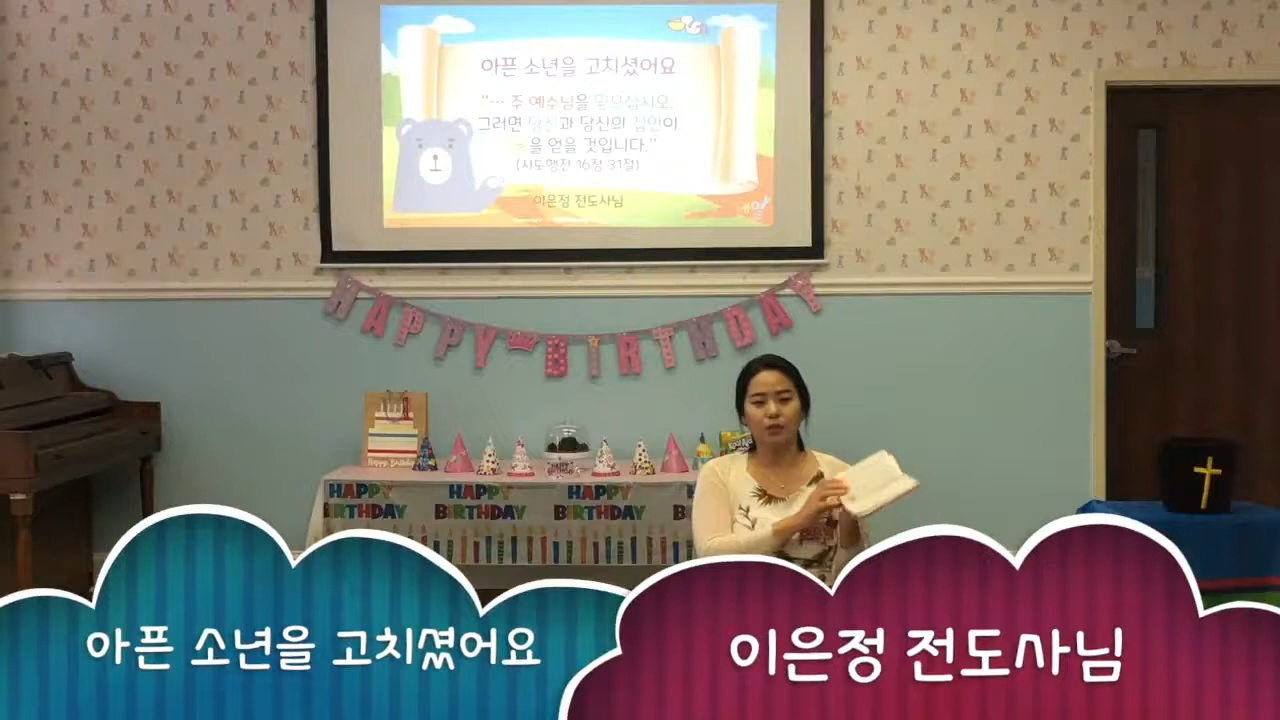 아픈 소년을 고치셨어요
"… 주 예수님을 믿으십시오.
그러면 당신과 당신의 집안이
을 얻을 것입니다."
(사도행전 16장 31절)
이은정 전도사님
HAPPY BIRTHDAY
Happy Birthday
HAPPY HAPPY HAPPY
BIRTHDAY BIRTHDAY BIRTHDAY
아픈 소년을 고치셨어요
이은정 전도사님